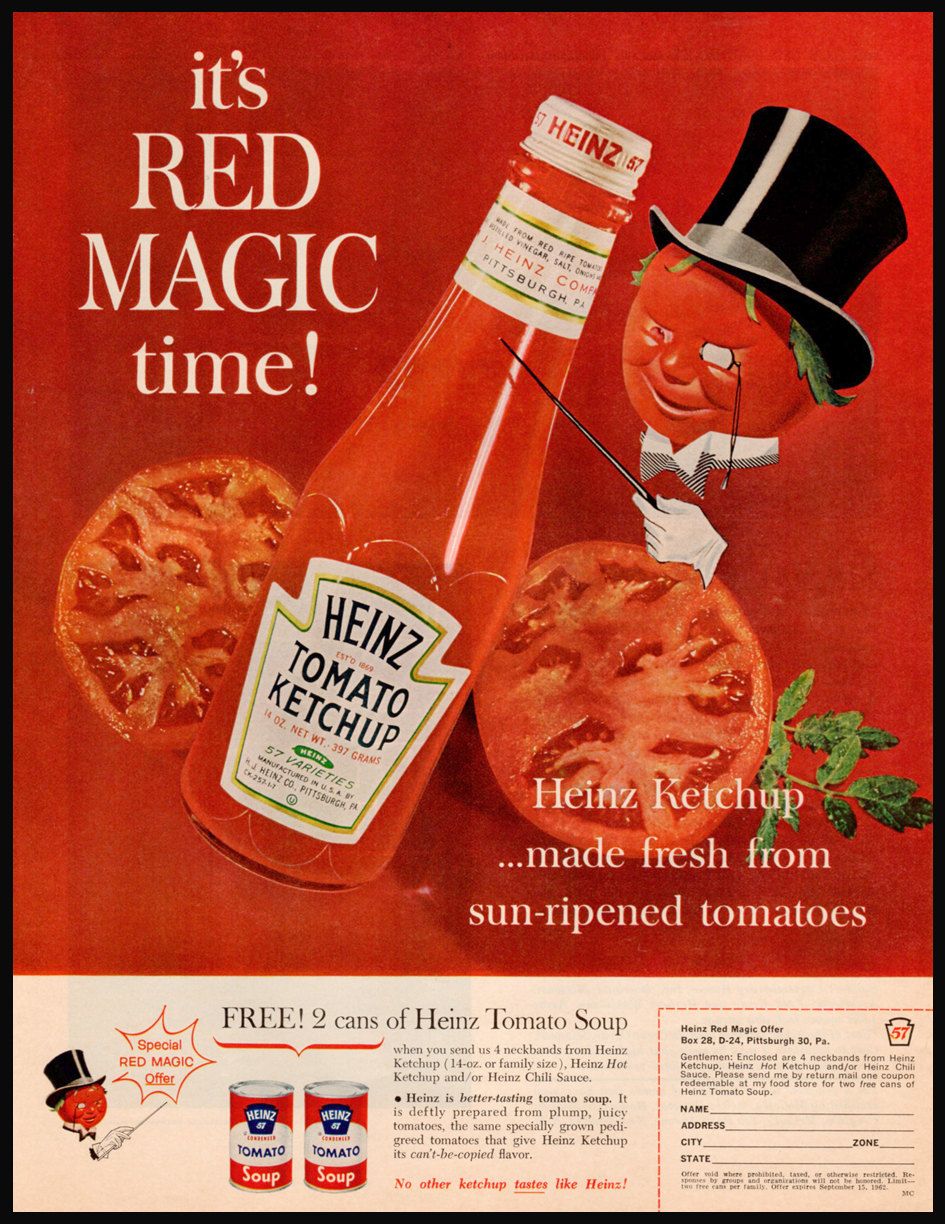 it's
RED
MAGIC
time!
57 HEINZ 57
MADE FROM RED RIPE TOMATOES
DISTILLED VINEGAR, SALT, ONIONS
J. HEINZ COMP
PITTSBURGH, PA
HEINZ
EST'D 1869
TOMATO
KETCHUP
14 OZ. NET WT.-397 GRAMS
HEINZ
57 VARIETIES
MANUFACTURED IN U.S.A. BY
H. J. HEINZ CO., PITTSBURGH, PA.
CK-257-1-7
U
Heinz Ketchup
...made fresh from
sun-ripened tomatoes
Special
RED MAGIC
Offer
FREE! 2 cans of Heinz Tomato Soup
when you send us 4 neckbands from Heinz
Ketchup (14-oz. or family size), Heinz Hot
Ketchup and/or Heinz Chili Sauce.
● Heinz is better-tasting tomato soup. It
is deftly prepared from plump, juicy
tomatoes, the same specially grown pedi-
greed tomatoes that give Heinz Ketchup
its can't-be-copied flavor.
No other ketchup tastes like Heinz!
HEINZ
57
CONDENSED
TOMATO
Soup
HEINZ
57
CONDENSED
TOMATO
Soup
Heinz Red Magic Offer
Box 28, D-24, Pittsburgh 30, Pa.
57
Gentlemen: Enclosed are 4 neckbands from Heinz
Ketchup, Heinz Hot Ketchup and/or Heinz Chili
Sauce. Please send me by return mail one coupon
redeemable at my food store for two free cans of
Heinz Tomato Soup.
NAME
ADDRESS
CITY ZONE
STATE
Offer void where prohibited, taxed, or otherwise restricted. Re-
sponses by groups and organizations will not be honored. Limit—
two free cans per family. Offer expires September 15, 1962.
MC